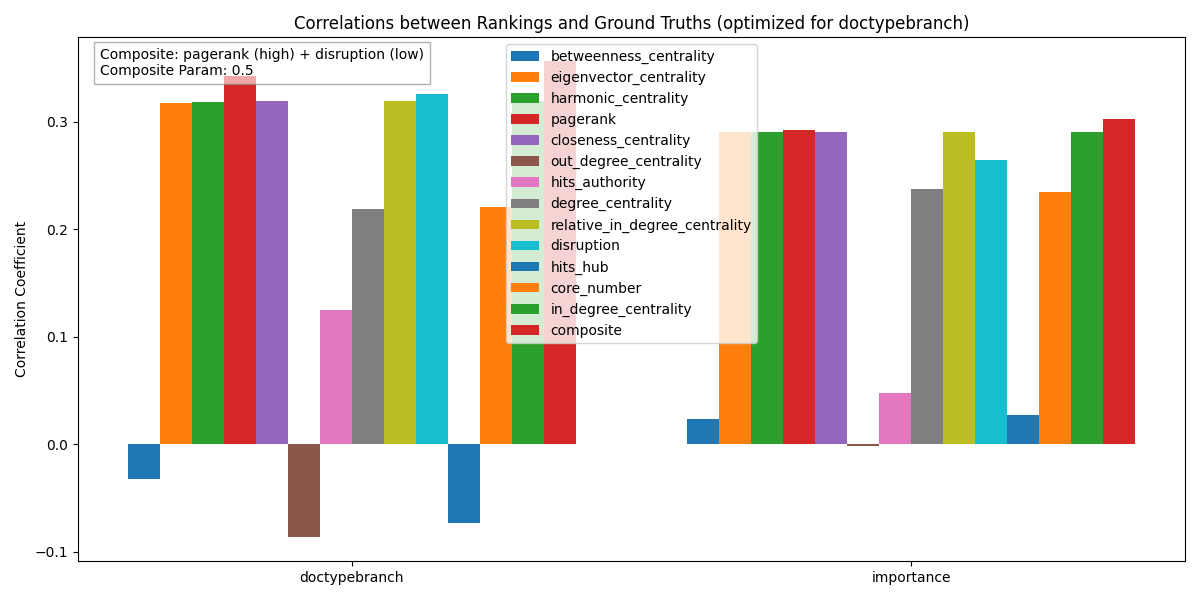 Correlations between Rankings and Ground Truths (optimized for doctypebranch)
Composite: pagerank (high) + disruption (low)
Composite Param: 0.5
betweenness_centrality
eigenvector_centrality
harmonic_centrality
pagerank
closeness_centrality
out_degree_centrality
hits_authority
degree_centrality
relative_in_degree_centrality
disruption
hits_hub
core_number
in_degree_centrality
composite
Correlation Coefficient
0.3
0.2
0.1
0.0
−0.1
doctypebranch
importance